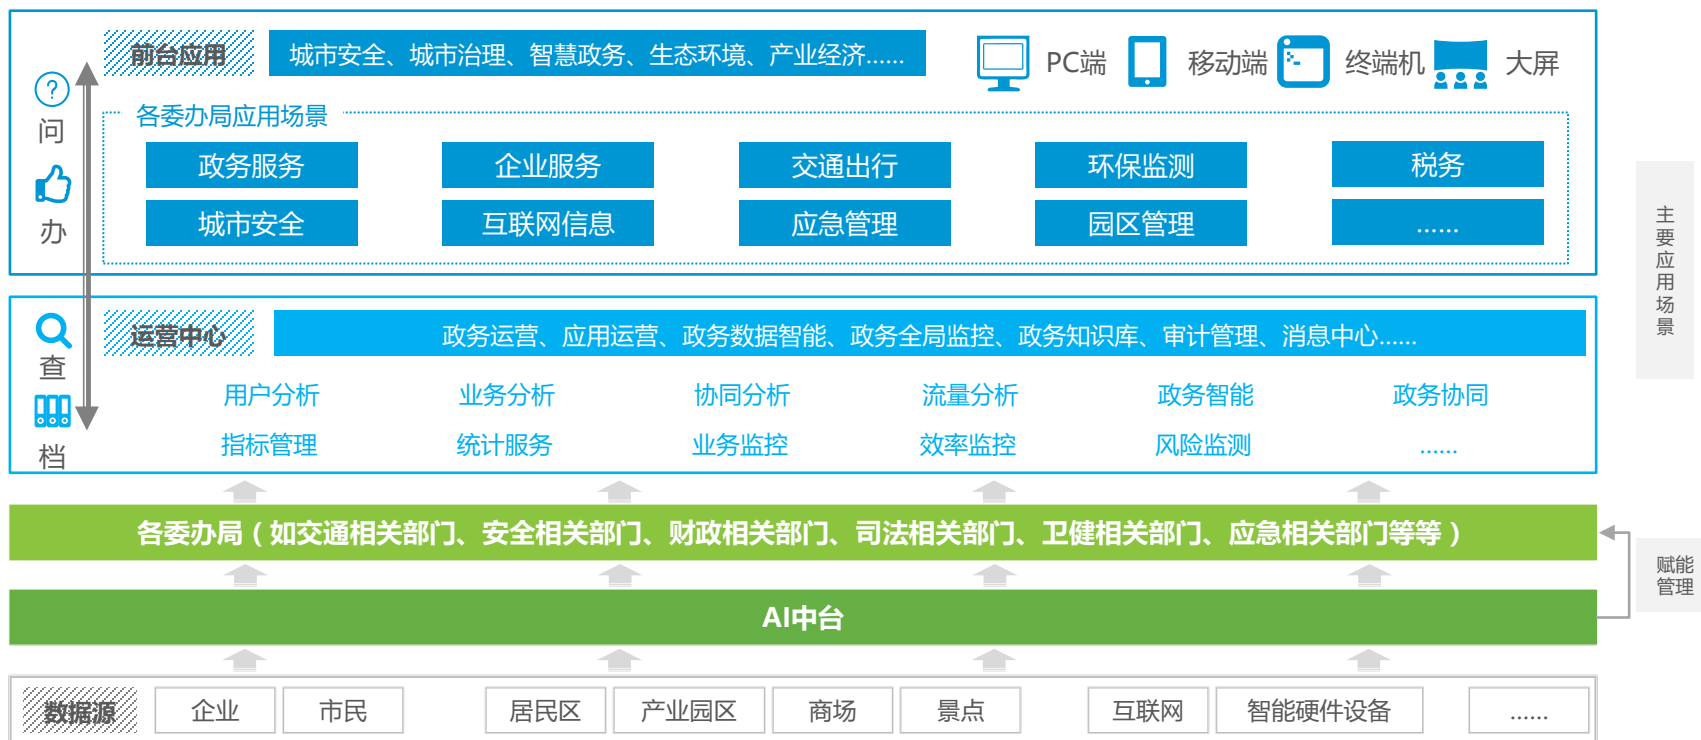 前台应用
城市安全、城市治理、智慧政务、生态环境、产业经济......
PC端
移动端
终端机
大屏
?
问
办
各委办局应用场景
政务服务
企业服务
交通出行
环保监测
税务
城市安全
互联网信息
应急管理
园区管理
......
主要应用场景
查
档
运营中心
政务运营、应用运营、政务数据智能、政务全局监控、政务知识库、审计管理、消息中心......
用户分析
业务分析
协同分析
流量分析
政务智能
政务协同
指标管理
统计服务
业务监控
效率监控
风险监测
......
各委办局（如交通相关部门、安全相关部门、财政相关部门、司法相关部门、卫健相关部门、应急相关部门等等）
赋能
管理
AI中台
数据源
企业
市民
居民区
产业园区
商场
景点
互联网
智能硬件设备
......